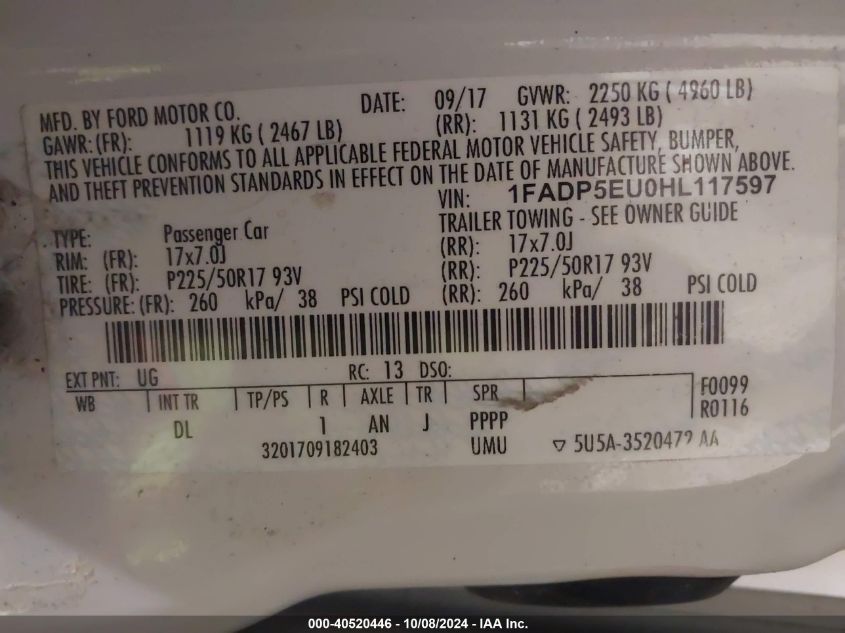 MFD. BY FORD MOTOR CO. DATE: 09/17 GVWR: 2250 KG ( 4960 LB)
GAWR: (FR): 1119 KG ( 2467 LB) (RR): 1131 KG ( 2493 LB)
THIS VEHICLE CONFORMS TO ALL APPLICABLE FEDERAL MOTOR VEHICLE SAFETY, BUMPER,
AND THEFT PREVENTION STANDARDS IN EFFECT ON THE DATE OF MANUFACTURE SHOWN ABOVE.
VIN: 1FADP5EU0HL117597
TYPE: Passenger Car TRAILER TOWING - SEE OWNER GUIDE
RIM: (FR): 17x7.0J (RR): 17x7.0J
TIRE: (FR): P225/50R17 93V (RR): P225/50R17 93V
PRESSURE: (FR): 260 kPa/ 38 PSI COLD (RR): 260 kPa/ 38 PSI COLD
EXT PNT: UG RC: 13 DSO:
WB INT TR TP/PS R AXLE TR SPR F0099
R0116
DL 1 AN J PPPP
3201709182403 UMU ▽ 5U5A-3520472 AA
000-40520446 - 10/08/2024 - IAA Inc.